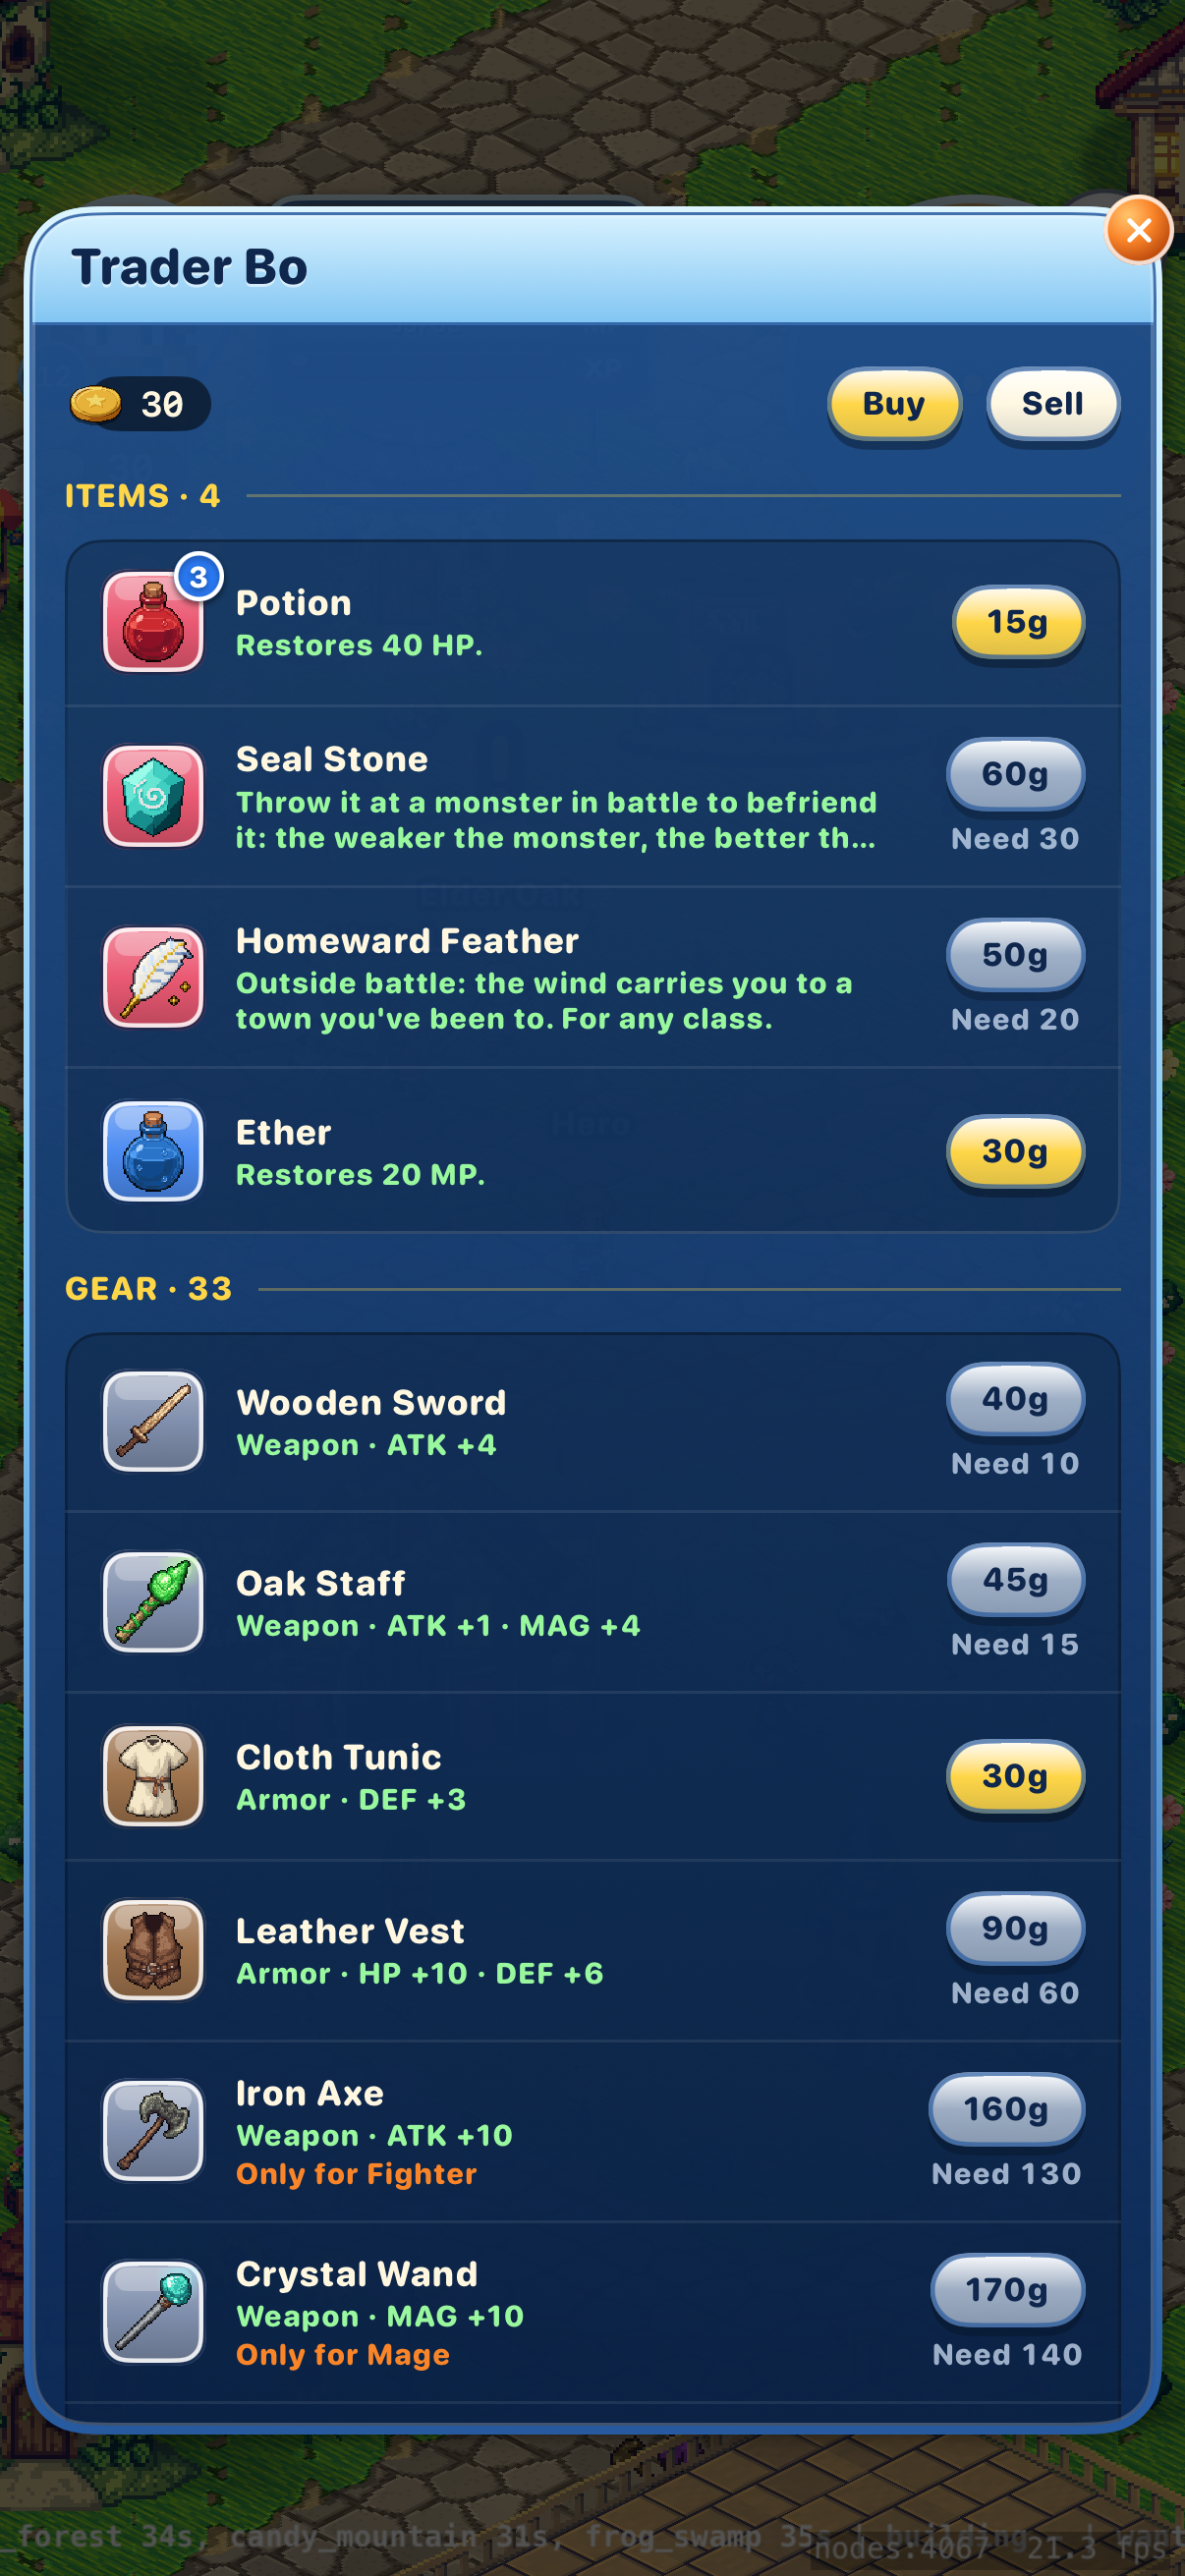 Trader Bo
30
Buy
Sell
ITEMS · 4
3
Potion
Restores 40 HP.
15g
Seal Stone
Throw it at a monster in battle to befriend
it: the weaker the monster, the better th...
60g
Need 30
Homeward Feather
Outside battle: the wind carries you to a
town you've been to. For any class.
50g
Need 20
Ether
Restores 20 MP.
30g
GEAR · 33
Wooden Sword
Weapon · ATK +4
40g
Need 10
Oak Staff
Weapon · ATK +1 · MAG +4
45g
Need 15
Cloth Tunic
Armor · DEF +3
30g
Leather Vest
Armor · HP +10 · DEF +6
90g
Need 60
Iron Axe
Weapon · ATK +10
Only for Fighter
160g
Need 130
Crystal Wand
Weapon · MAG +10
Only for Mage
170g
Need 140
forest 34s, candy_mountain 31s, frog_swamp 35s | building
nodes:4067 21.3 fps